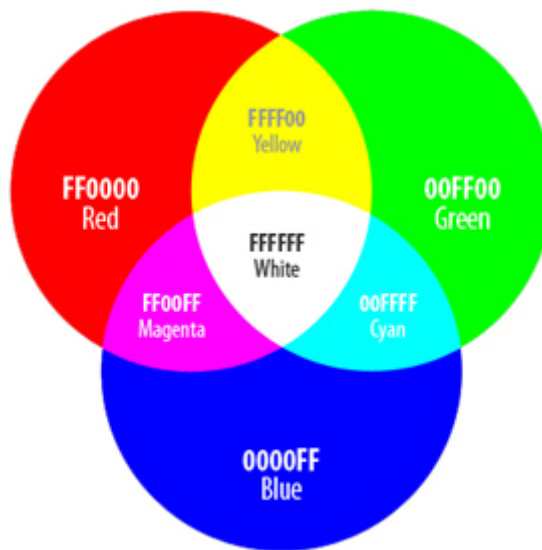 FFFF00
Yellow
FF0000
Red
00FF00
Green
FFFFFF
White
FF00FF
Magenta
00FFFF
Cyan
0000FF
Blue